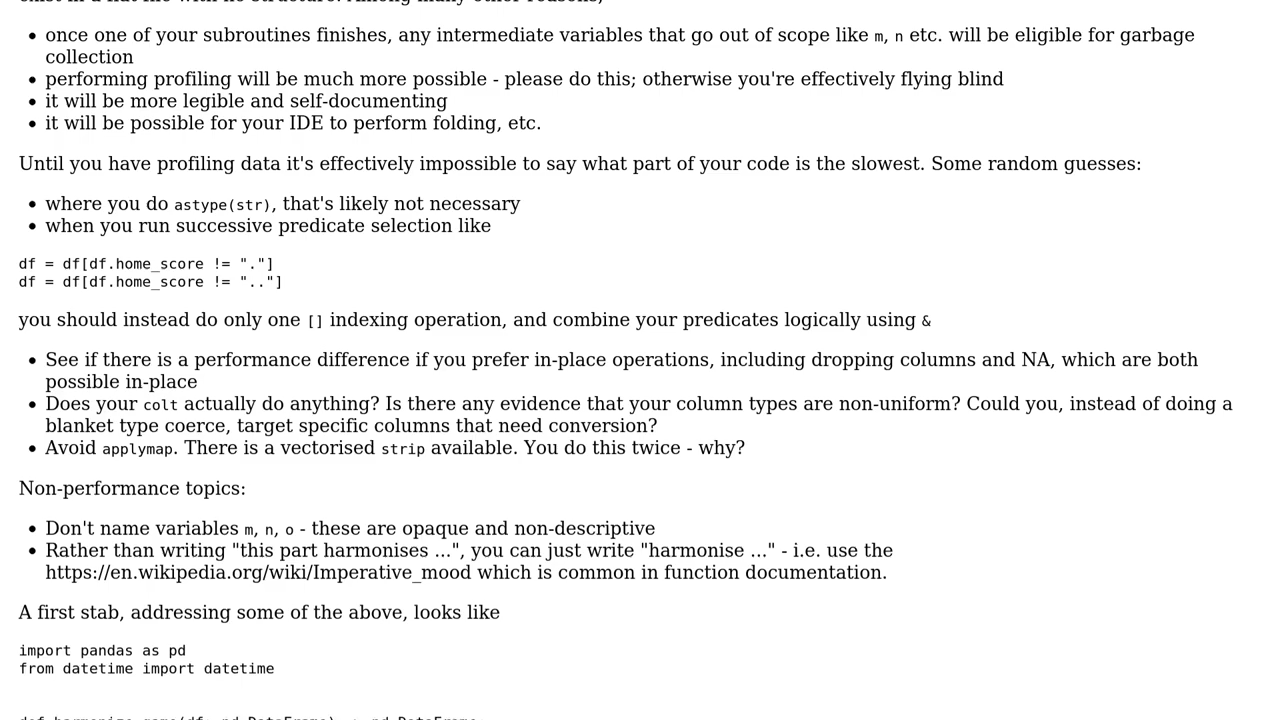 once one of your subroutines finishes, any intermediate variables that go out of scope like m, n etc. will be eligible for garbage
collection
performing profiling will be much more possible - please do this; otherwise you're effectively flying blind
it will be more legible and self-documenting
it will be possible for your IDE to perform folding, etc.
Until you have profiling data it's effectively impossible to say what part of your code is the slowest. Some random guesses:
where you do astype(str), that's likely not necessary
when you run successive predicate selection like
df = df[df.home_score != "."]
df = df[df.home_score != ".."]
you should instead do only one [] indexing operation, and combine your predicates logically using &
See if there is a performance difference if you prefer in-place operations, including dropping columns and NA, which are both
possible in-place
Does your colt actually do anything? Is there any evidence that your column types are non-uniform? Could you, instead of doing a
blanket type coerce, target specific columns that need conversion?
Avoid applymap. There is a vectorised strip available. You do this twice - why?
Non-performance topics:
Don't name variables m, n, o - these are opaque and non-descriptive
Rather than writing "this part harmonises ...", you can just write "harmonise ..." - i.e. use the
https://en.wikipedia.org/wiki/Imperative_mood which is common in function documentation.
A first stab, addressing some of the above, looks like
import pandas as pd
from datetime import datetime